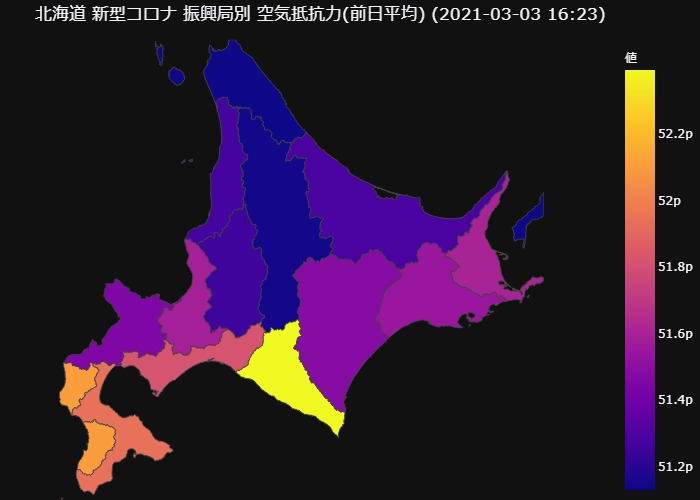 北海道 新型コロナ 振興局別 空気抵抗力(前日平均) (2021-03-03 16:23)
値
52.2p
52p
51.8p
51.6p
51.4p
51.2p